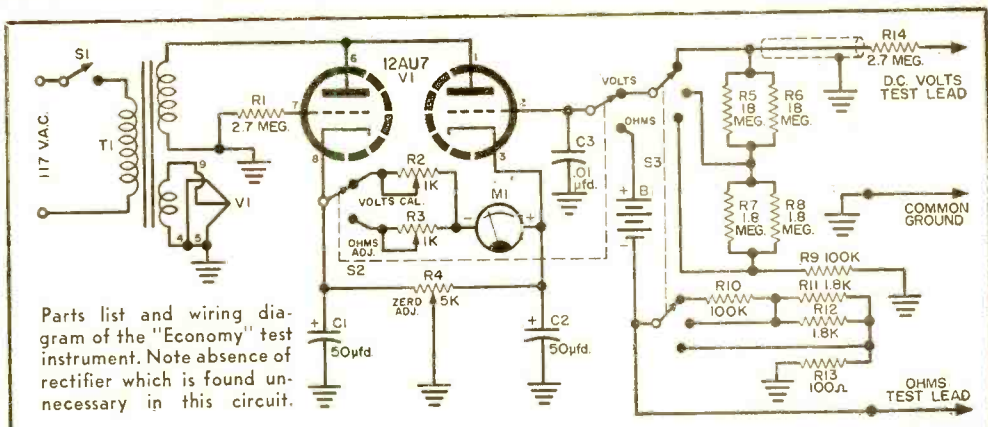 S1
117 V.A.C.
T1
R1
2.7 MEG.
7
6
12AU7
V1
1
2
8
3
9
V1
4
5
R2
1K
VOLTS CAL.
R3
1K
OHMS
ADJ.
S2
M1
-
+
R4
5K
ZERO
ADJ.
+
C1
50µfd.
+
C2
50µfd.
C3
.01
µfd.
VOLTS
OHMS
S3
+
B1
-
R14
2.7 MEG.
D.C. VOLTS
TEST LEAD
R5
18
MEG.
R6
18
MEG.
R7
1.8
MEG.
R8
1.8
MEG.
COMMON
GROUND
R9 100K
R10
100K
R11 1.8K
R12
1.8K
R13
100Ω
OHMS
TEST LEAD
Parts list and wiring dia-
gram of the "Economy" test
instrument. Note absence of
rectifier which is found un-
necessary in this circuit.